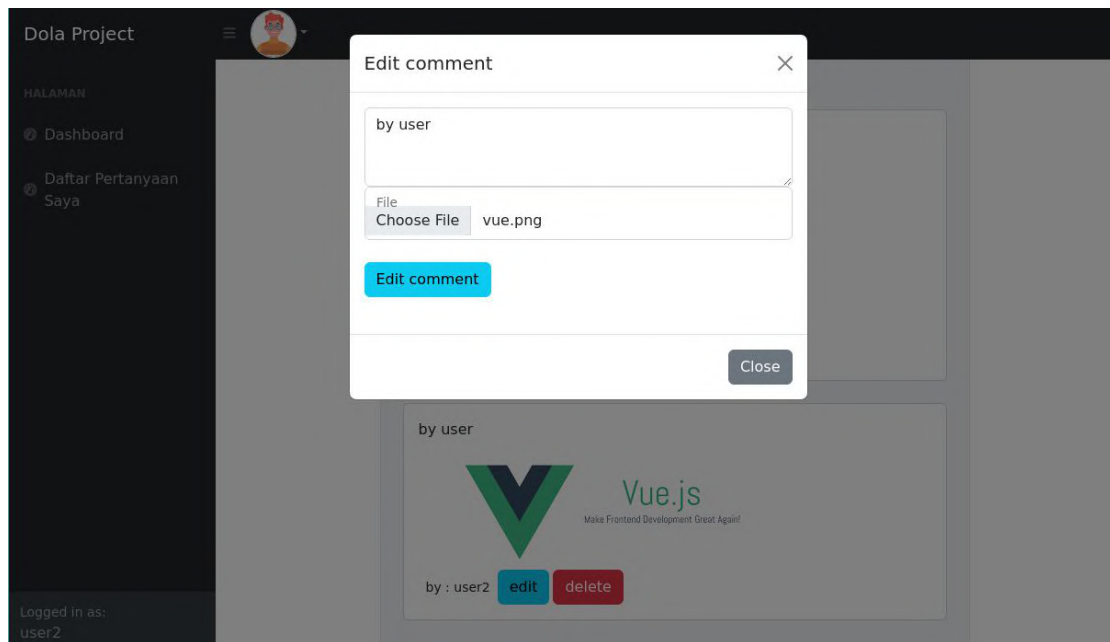 Dola Project
HALAMAN
Dashboard
Daftar Pertanyaan
Saya
Logged in as:
user2
Edit comment
by user
File
Choose File vue.png
Edit comment
Close
by user
Vue.js
Make Frontend Development Great Again!
by : user2 edit delete